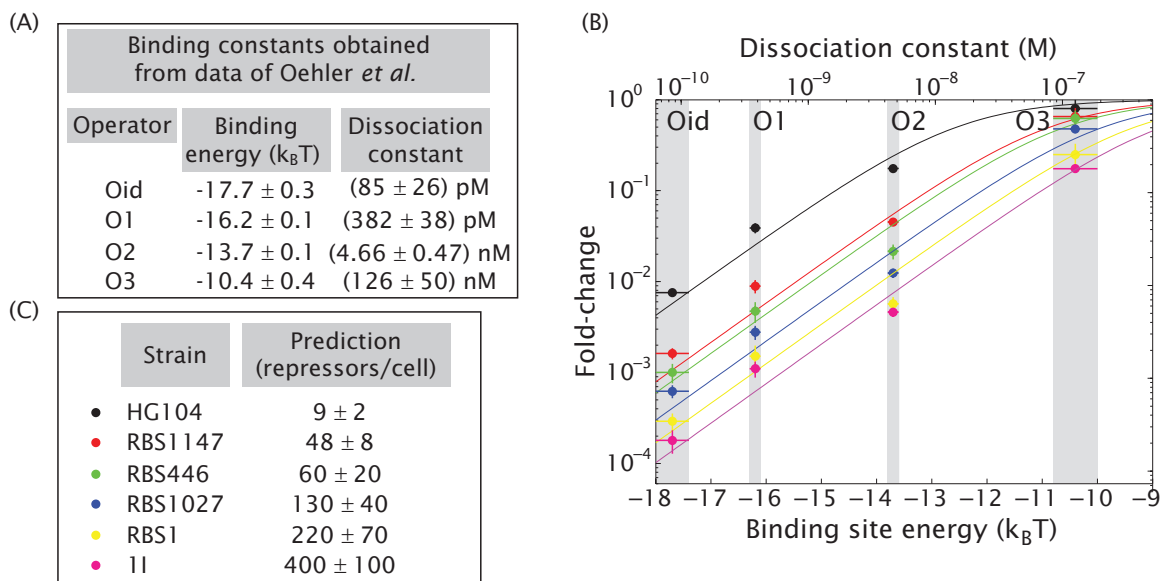 (A)
Binding constants obtained
from data of Oehler et al.
Operator
Binding
energy (kBT)
Dissociation
constant
Oid -17.7 ± 0.3 (85 ± 26) pM
O1 -16.2 ± 0.1 (382 ± 38) pM
O2 -13.7 ± 0.1 (4.66 ± 0.47) nM
O3 -10.4 ± 0.4 (126 ± 50) nM
(C)
Strain
Prediction
(repressors/cell)
HG104 9 ± 2
RBS1147 48 ± 8
RBS446 60 ± 20
RBS1027 130 ± 40
RBS1 220 ± 70
1I 400 ± 100
(B)
Dissociation constant (M)
10⁻¹⁰ 10⁻⁹ 10⁻⁸ 10⁻⁷
Oid O1 O2 O3
Fold-change
10⁰
10⁻¹
10⁻²
10⁻³
10⁻⁴
−18 −17 −16 −15 −14 −13 −12 −11 −10 −9
Binding site energy (kBT)